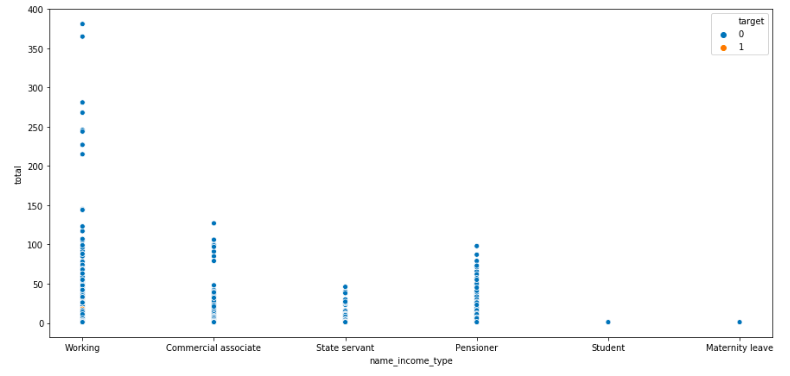 400
350
300
250
200
150
100
50
0
total
target
0
1
Working
Commercial associate
State servant
Pensioner
Student
Maternity leave
name_income_type